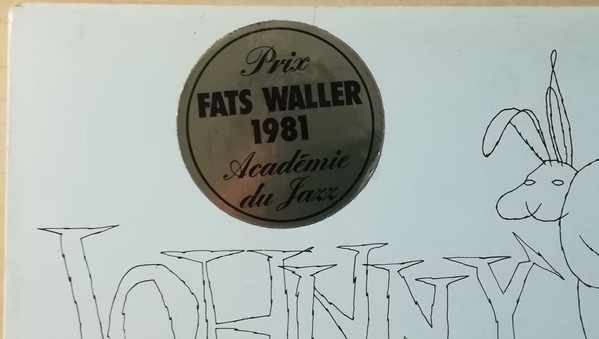 Prix
FATS WALLER
1981
Académie
du Jazz
JOHNNY